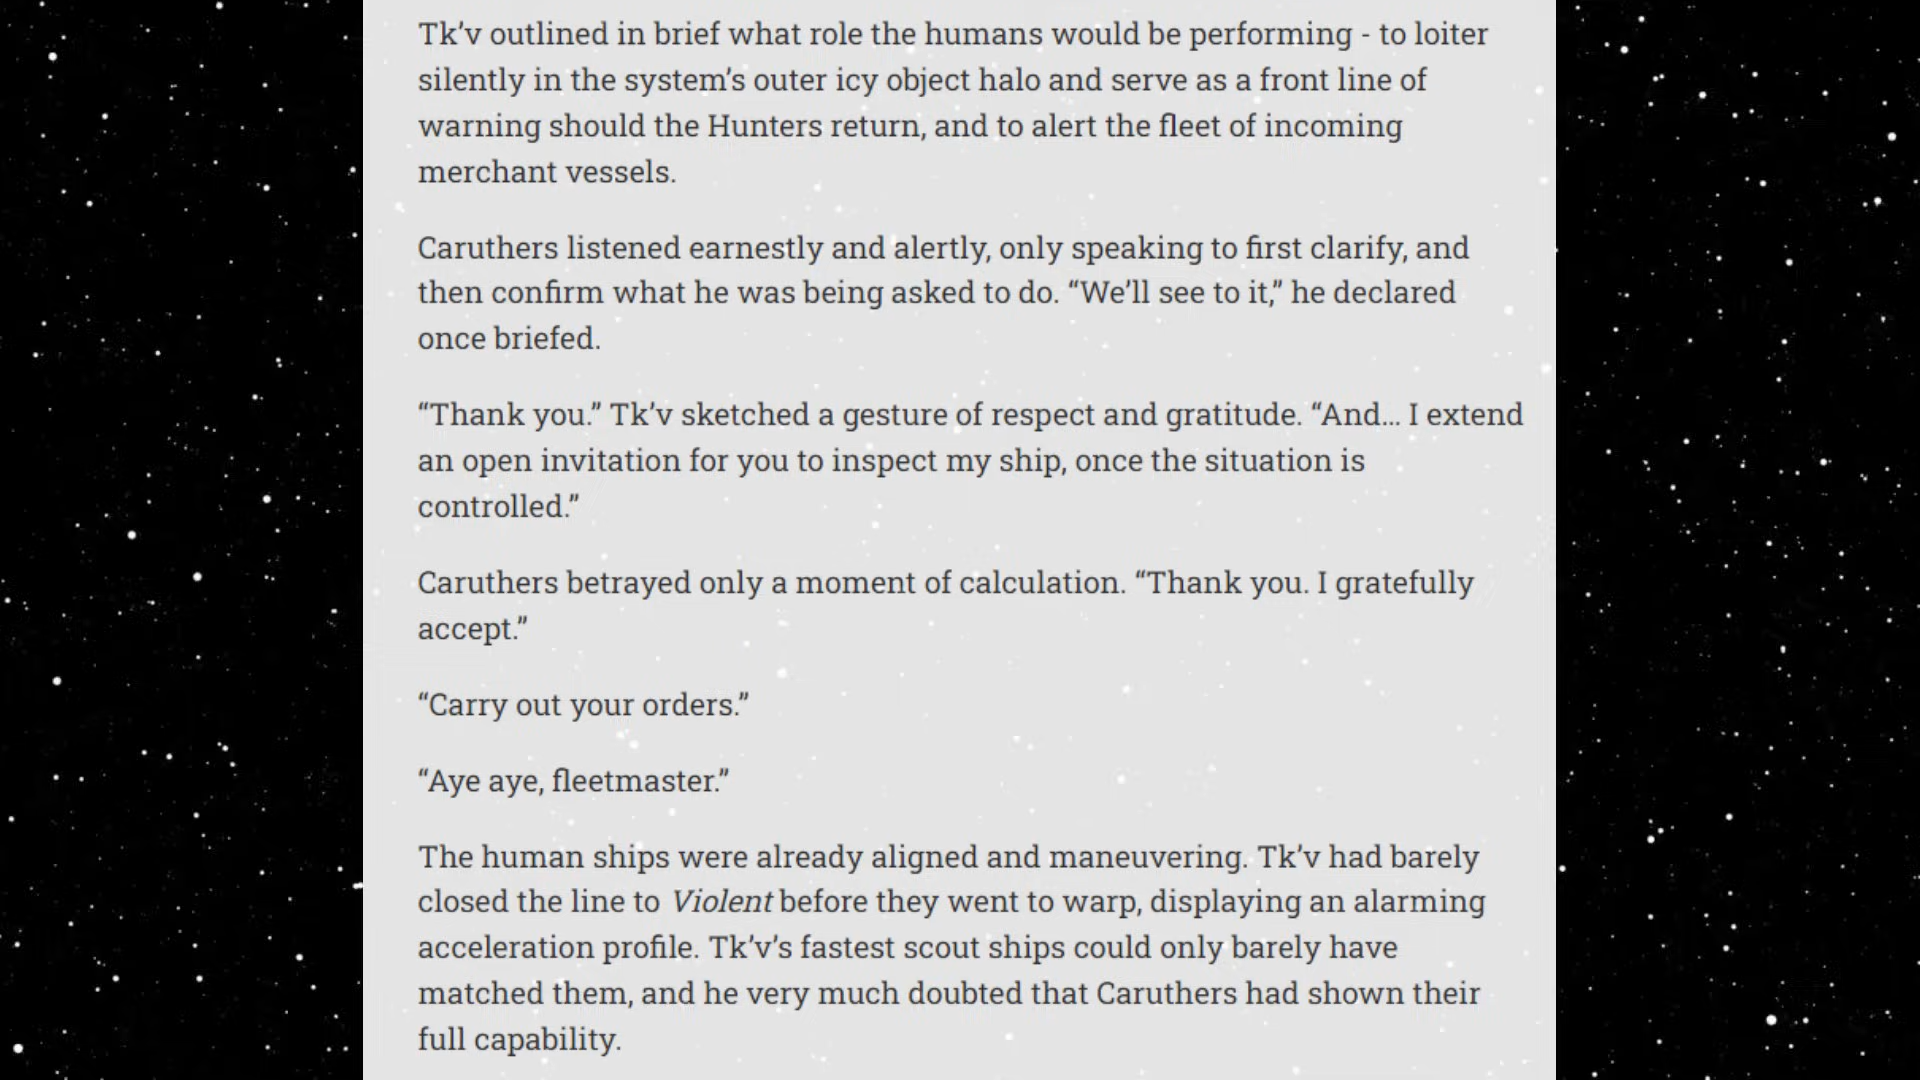 Tk’v outlined in brief what role the humans would be performing - to loiter
silently in the system’s outer icy object halo and serve as a front line of
warning should the Hunters return, and to alert the fleet of incoming
merchant vessels.
Caruthers listened earnestly and alertly, only speaking to first clarify, and
then confirm what he was being asked to do. “We’ll see to it,” he declared
once briefed.
“Thank you.” Tk’v sketched a gesture of respect and gratitude. “And… I extend
an open invitation for you to inspect my ship, once the situation is
controlled.”
Caruthers betrayed only a moment of calculation. “Thank you. I gratefully
accept.”
“Carry out your orders.”
“Aye aye, fleetmaster.”
The human ships were already aligned and maneuvering. Tk’v had barely
closed the line to Violent before they went to warp, displaying an alarming
acceleration profile. Tk’v’s fastest scout ships could only barely have
matched them, and he very much doubted that Caruthers had shown their
full capability.